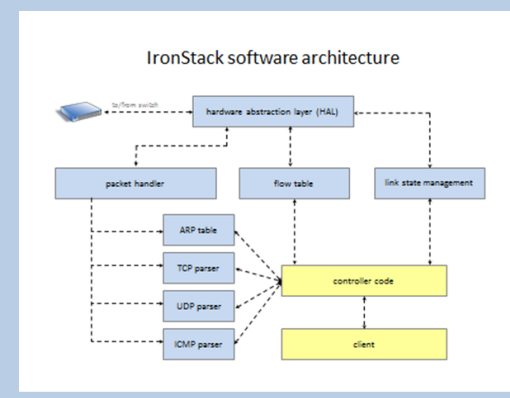 IronStack software architecture
to/from switch
hardware abstraction layer (HAL)
packet handler
flow table
link state management
ARP table
TCP parser
controller code
UDP parser
ICMP parser
client